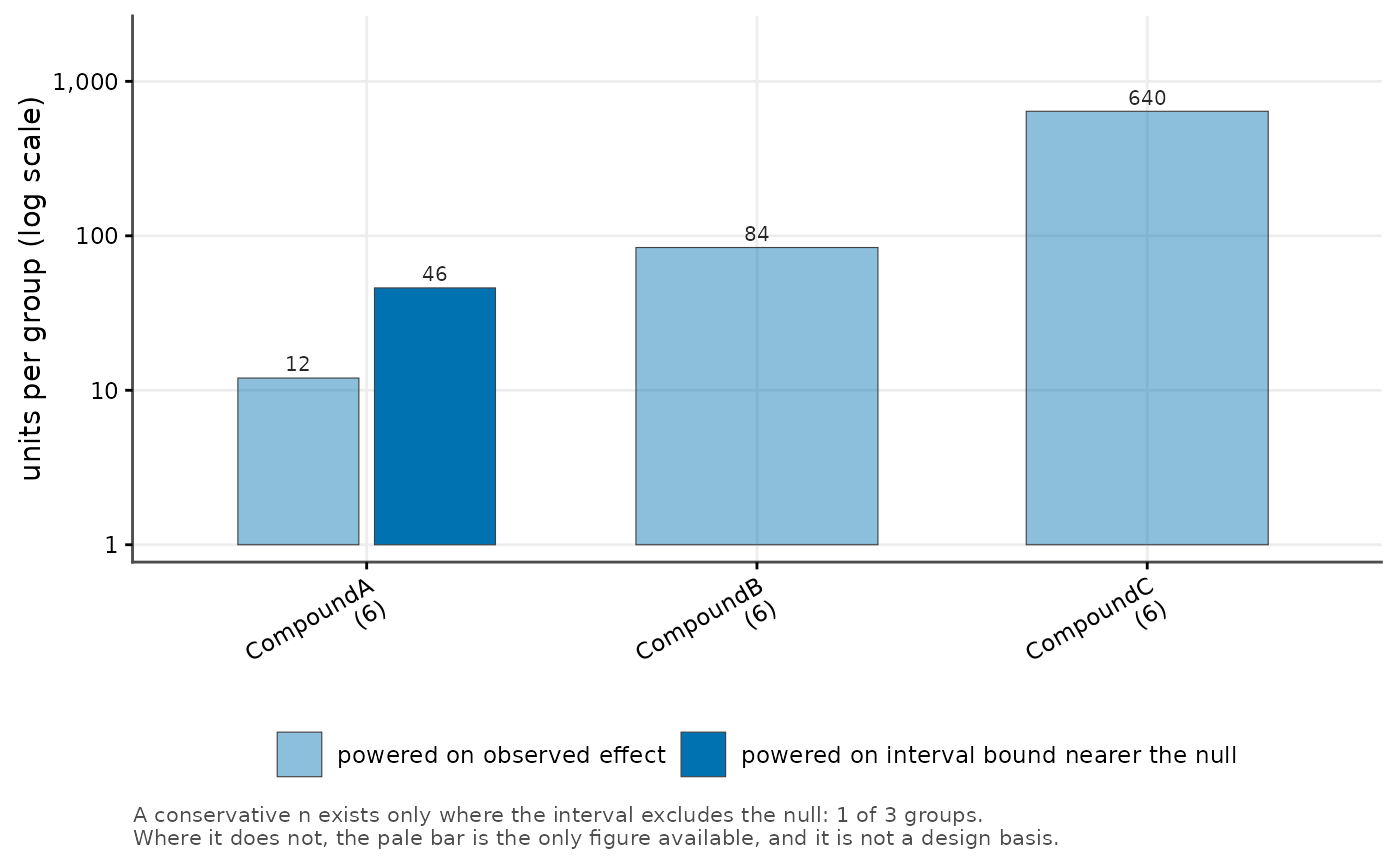 units per group (log scale)
1,000
100
10
1
12
46
84
640
CompoundA
(6)
CompoundB
(6)
CompoundC
(6)
powered on observed effect
powered on interval bound nearer the null
A conservative n exists only where the interval excludes the null: 1 of 3 groups.
Where it does not, the pale bar is the only figure available, and it is not a design basis.